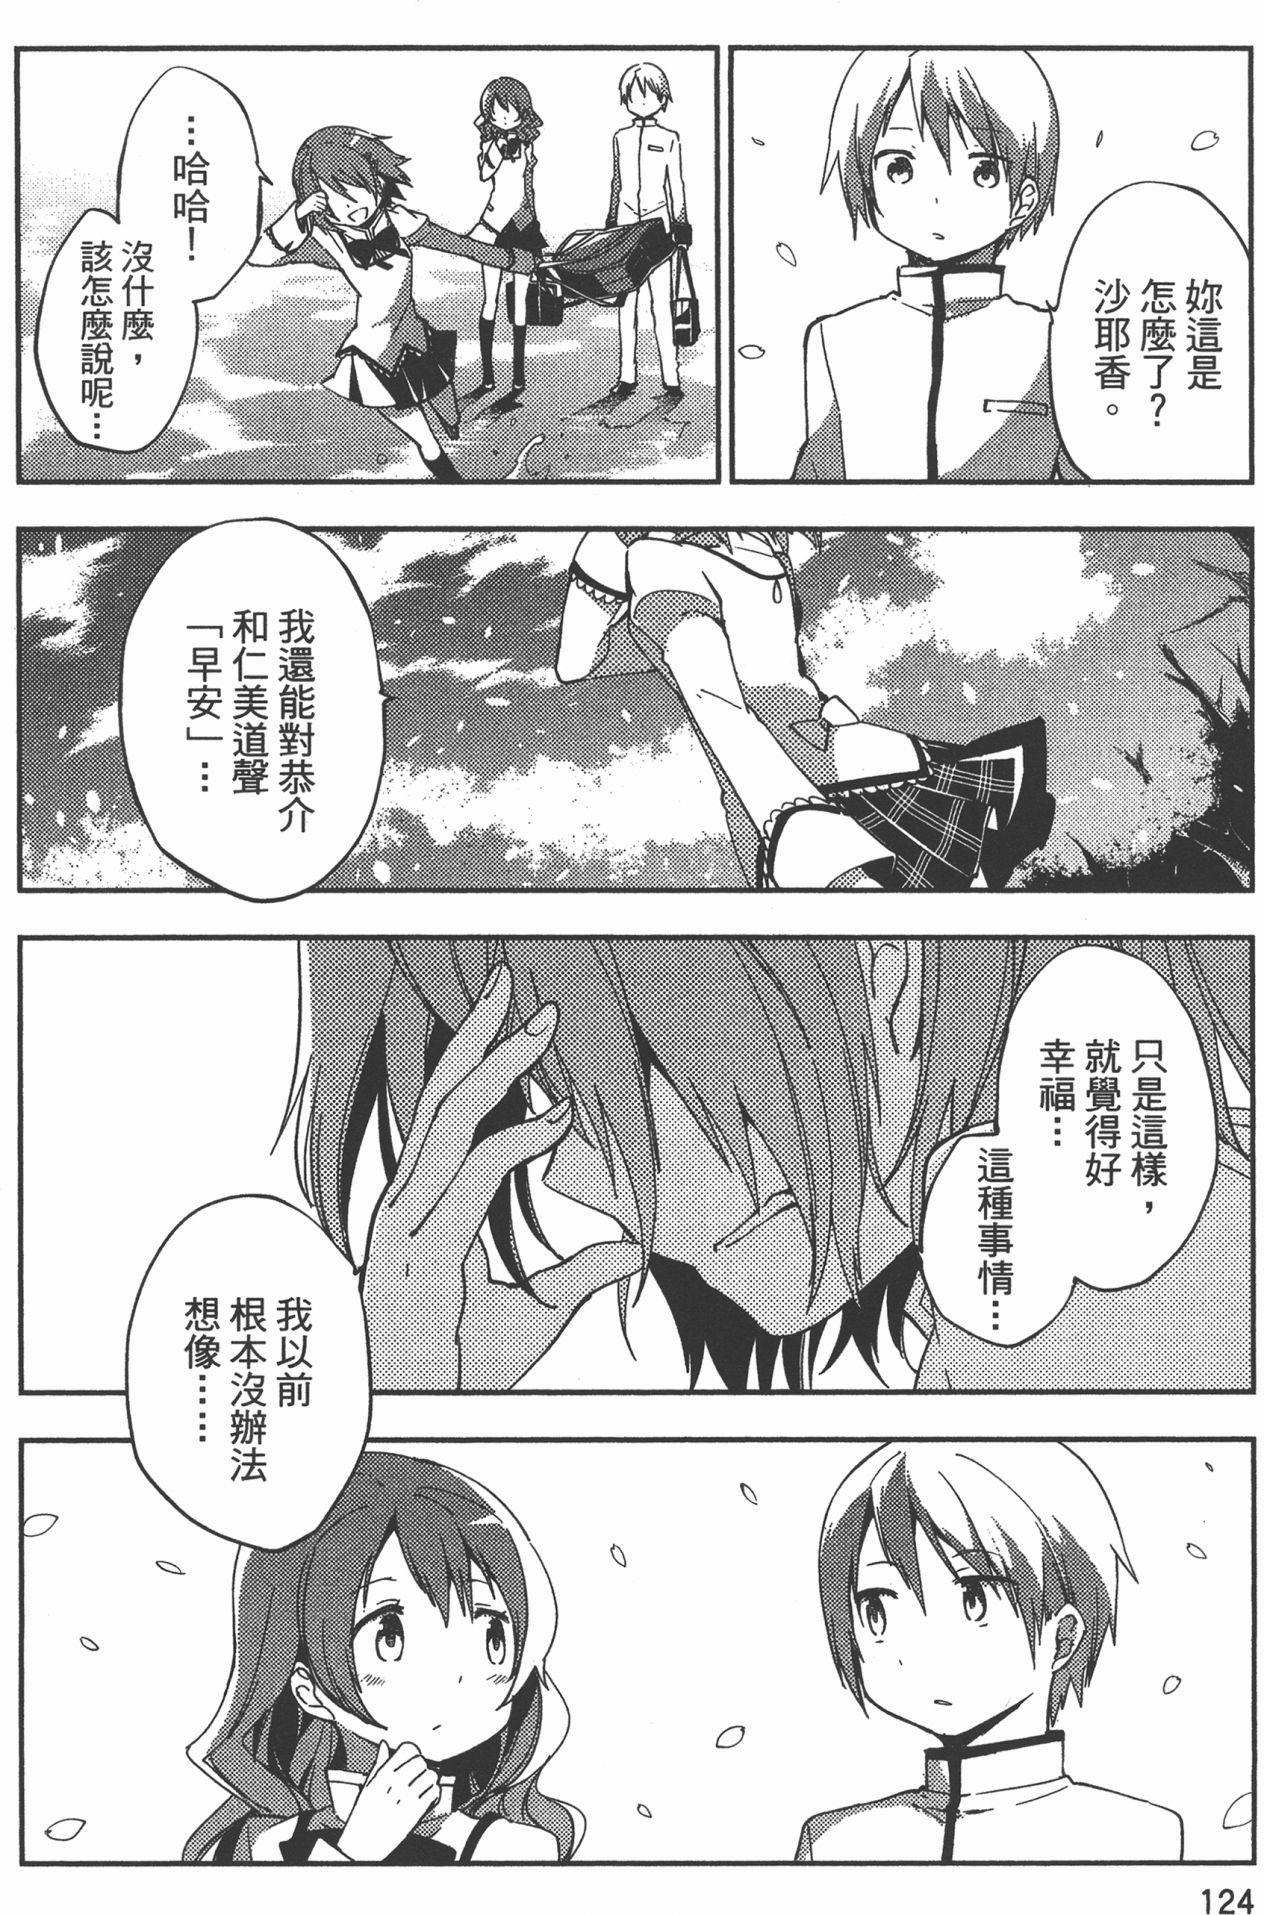 妳這是
怎麼了？
沙耶香。
…哈哈！
沒什麼，
該怎麼說呢…
我還能對恭介
和仁美道聲
「早安」…
只是這樣，
就覺得好
幸福…
這種事情…
我以前
根本沒辦法
想像……
124